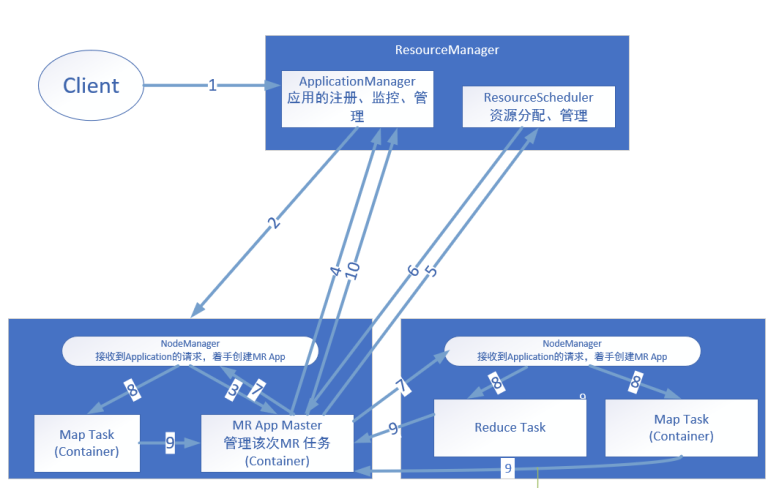 ResourceManager
Client
1
ApplicationManager
应用的注册、监控、管
理
ResourceScheduler
资源分配、管理
2
4
10
6
5
NodeManager
接收到Application的请求，着手创建MR App
8
3
7
Map Task
(Container)
9
MR App Master
管理该次MR 任务
(Container)
7
9
NodeManager
接收到Application的请求，着手创建MR App
8
8
9
Reduce Task
Map Task
(Container)
9